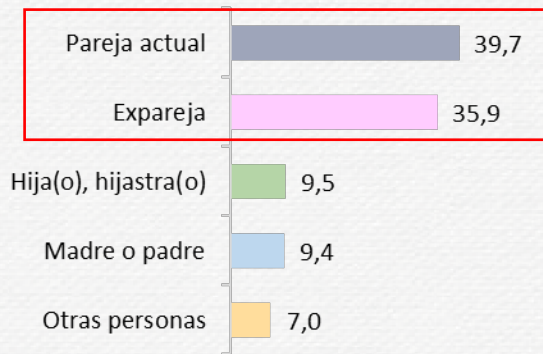 Pareja actual 39,7
Expareja 35,9
Hija(o), hijastra(o) 9,5
Madre o padre 9,4
Otras personas 7,0